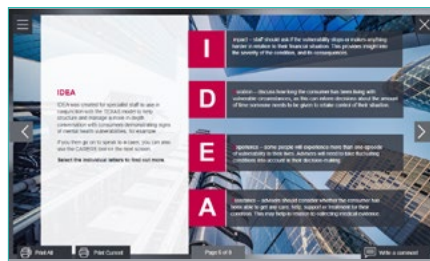 IDEA
IDEA was created for specialist staff to use in
conjunction with the TEXAS model to help
structure and manage a more in-depth
conversation with consumers demonstrating signs
of mental health vulnerabilities, for example.
If you then go on to speak to a carer, you can also
use the CARERS tool on the next screen.
Select the individual letters to find out more.
I
mpact – staff should ask if the vulnerability stops or makes anything
harder in relation to their financial situation. This provides insight into
the severity of the condition, and its consequences.
D
uration – discuss how long the consumer has been living with
vulnerable circumstances, as this can inform decisions about the amount
of time someone needs to be given to retake control of their situation.
E
xperience – some people will experience more than one episode
of vulnerability in their lives. Advisers will need to take fluctuating
conditions into account in their decision-making.
A
ssistance – advisers should consider whether the consumer has
been able to get any care, help, support or treatment for their
condition. This may help in relation to collecting medical evidence.
Print All
Print Current
Page 5 of 8
Write a comment